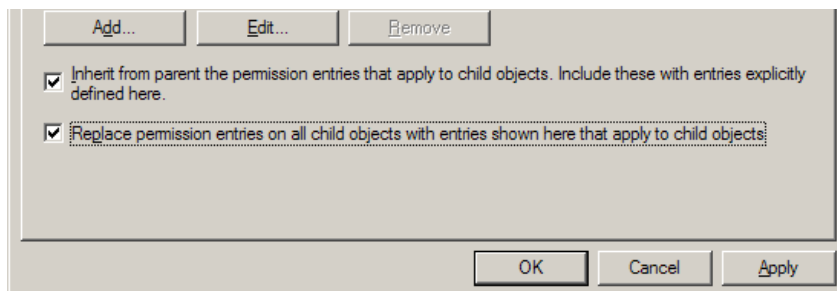 Add... Edit... Remove
Inherit from parent the permission entries that apply to child objects. Include these with entries explicitly
defined here.
Replace permission entries on all child objects with entries shown here that apply to child objects
OK Cancel Apply